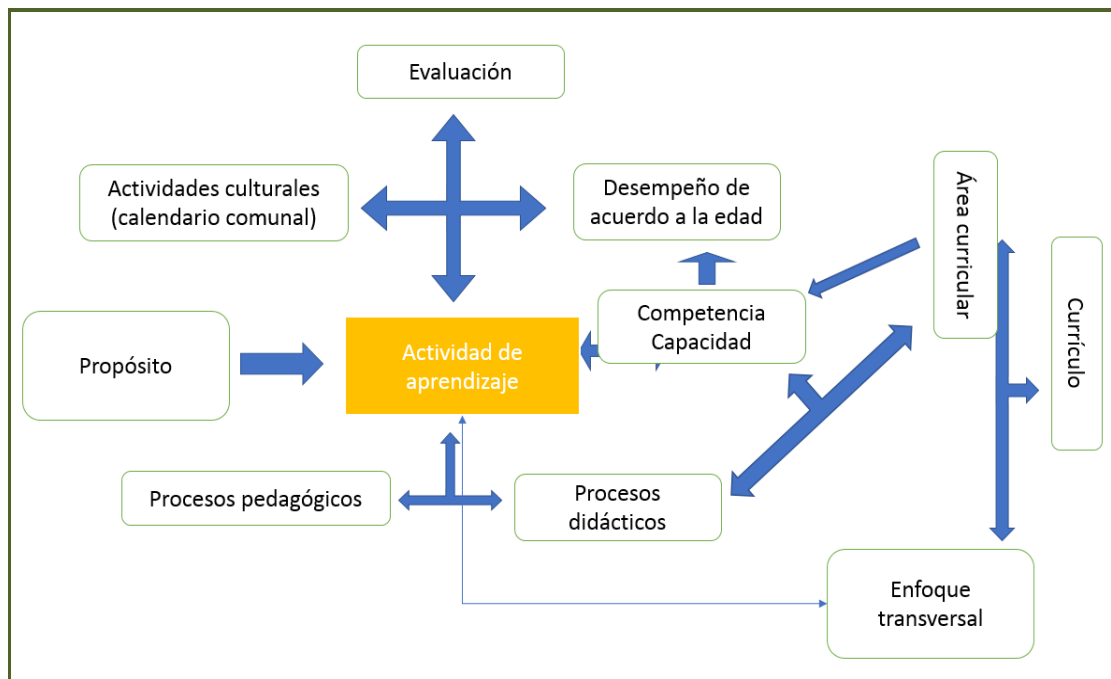 Evaluación
Actividades culturales
(calendario comunal)
Desempeño de
acuerdo a la edad
Área curricular
Currículo
Propósito
Actividad de
aprendizaje
Competencia
Capacidad
Procesos pedagógicos
Procesos
didácticos
Enfoque
transversal